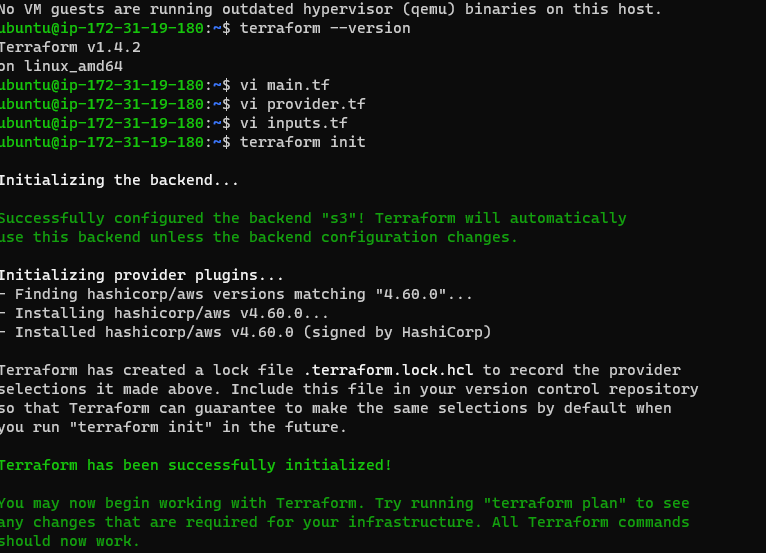 No VM guests are running outdated hypervisor (qemu) binaries on this host.
ubuntu@ip-172-31-19-180:~$ terraform --version
Terraform v1.4.2
on linux_amd64
ubuntu@ip-172-31-19-180:~$ vi main.tf
ubuntu@ip-172-31-19-180:~$ vi provider.tf
ubuntu@ip-172-31-19-180:~$ vi inputs.tf
ubuntu@ip-172-31-19-180:~$ terraform init
Initializing the backend...
Successfully configured the backend "s3"! Terraform will automatically
use this backend unless the backend configuration changes.
Initializing provider plugins...
- Finding hashicorp/aws versions matching "4.60.0"...
- Installing hashicorp/aws v4.60.0...
- Installed hashicorp/aws v4.60.0 (signed by HashiCorp)
Terraform has created a lock file .terraform.lock.hcl to record the provider
selections it made above. Include this file in your version control repository
so that Terraform can guarantee to make the same selections by default when
you run "terraform init" in the future.
Terraform has been successfully initialized!
You may now begin working with Terraform. Try running "terraform plan" to see
any changes that are required for your infrastructure. All Terraform commands
should now work.